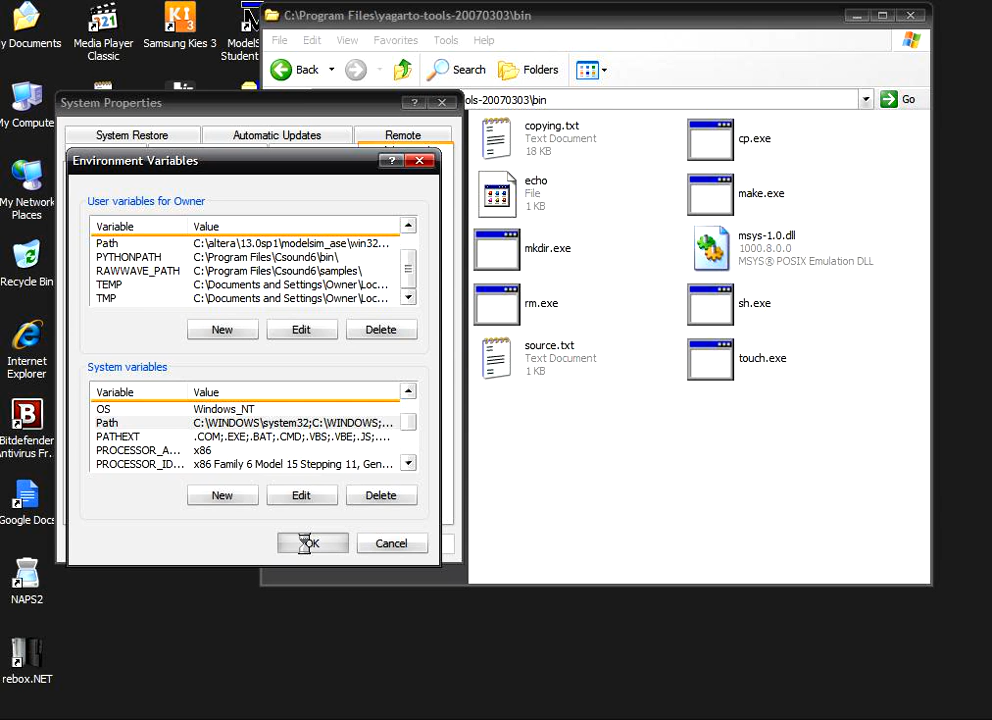 y Documents
Media Player
Classic
Samsung Kies 3
ModelS
Student
y Compute
My Network
Places
Recycle Bin
Internet
Explorer
Bitdefender
Antivirus Fr...
Google Docs
NAPS2
rebox.NET
C:\Program Files\yagarto-tools-20070303\bin
File Edit View Favorites Tools Help
Back Search Folders
ols-20070303\bin Go
copying.txt
Text Document
18 KB
cp.exe
echo
File
1 KB
make.exe
mkdir.exe
msys-1.0.dll
1000.8.0.0
MSYS® POSIX Emulation DLL
rm.exe
sh.exe
source.txt
Text Document
1 KB
touch.exe
System Properties
System Restore Automatic Updates Remote
Environment Variables
User variables for Owner
Variable Value
Path C:\altera\13.0sp1\modelsim_ase\win32...
PYTHONPATH C:\Program Files\Csound6\bin\
RAWWAVE_PATH C:\Program Files\Csound6\samples\
TEMP C:\Documents and Settings\Owner\Loc...
TMP C:\Documents and Settings\Owner\Loc...
New Edit Delete
System variables
Variable Value
OS Windows_NT
Path C:\WINDOWS\system32;C:\WINDOWS;...
PATHEXT .COM;.EXE;.BAT;.CMD;.VBS;.VBE;.JS;....
PROCESSOR_A... x86
PROCESSOR_ID... x86 Family 6 Model 15 Stepping 11, Gen...
New Edit Delete
OK Cancel